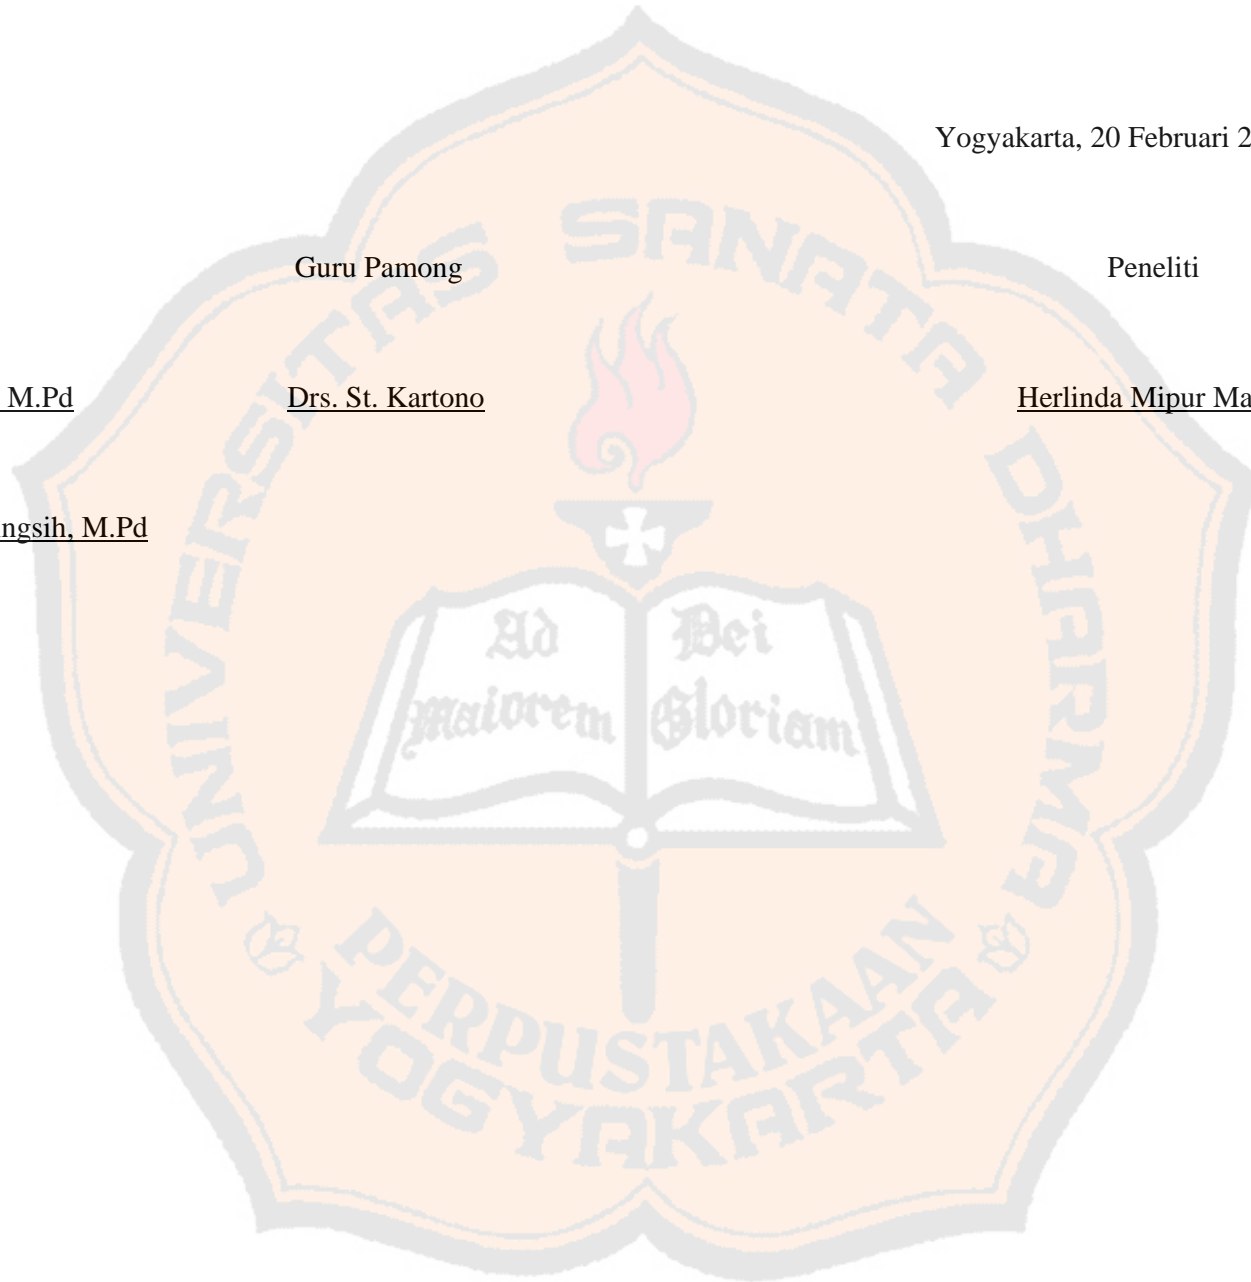 Yogyakarta, 20 Februari 2
Guru Pamong Peneliti
M.Pd Drs. St. Kartono Herlinda Mipur Ma
ngsih, M.Pd
UNIVERSITAS SANATA DHARMA
Ad Dei
Maiorem Gloriam
PERPUSTAKAAN
YOGYAKARTA